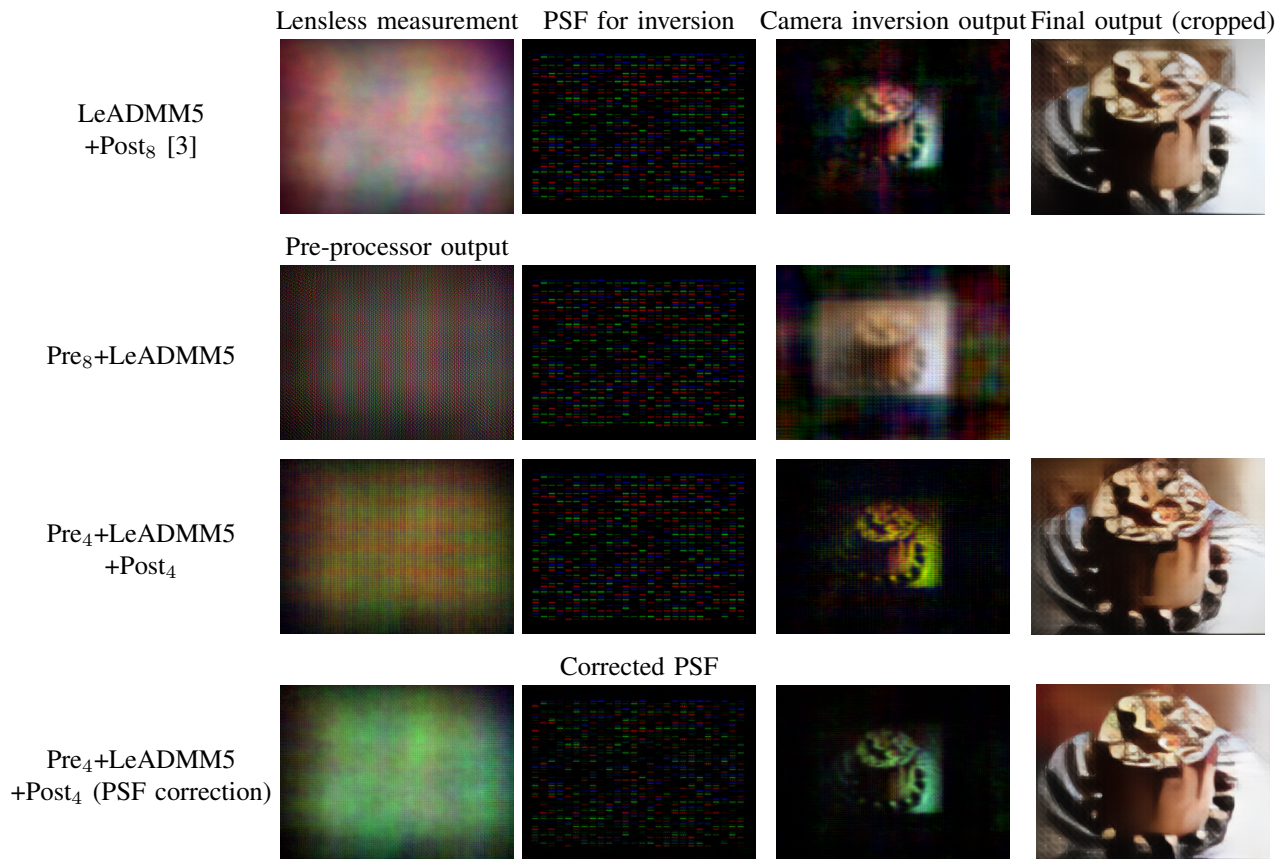 Lensless measurement PSF for inversion Camera inversion output Final output (cropped)
LeADMM5
+Post₈ [3]
Pre-processor output
Pre₈+LeADMM5
Pre₄+LeADMM5
+Post₄
Corrected PSF
Pre₄+LeADMM5
+Post₄ (PSF correction)